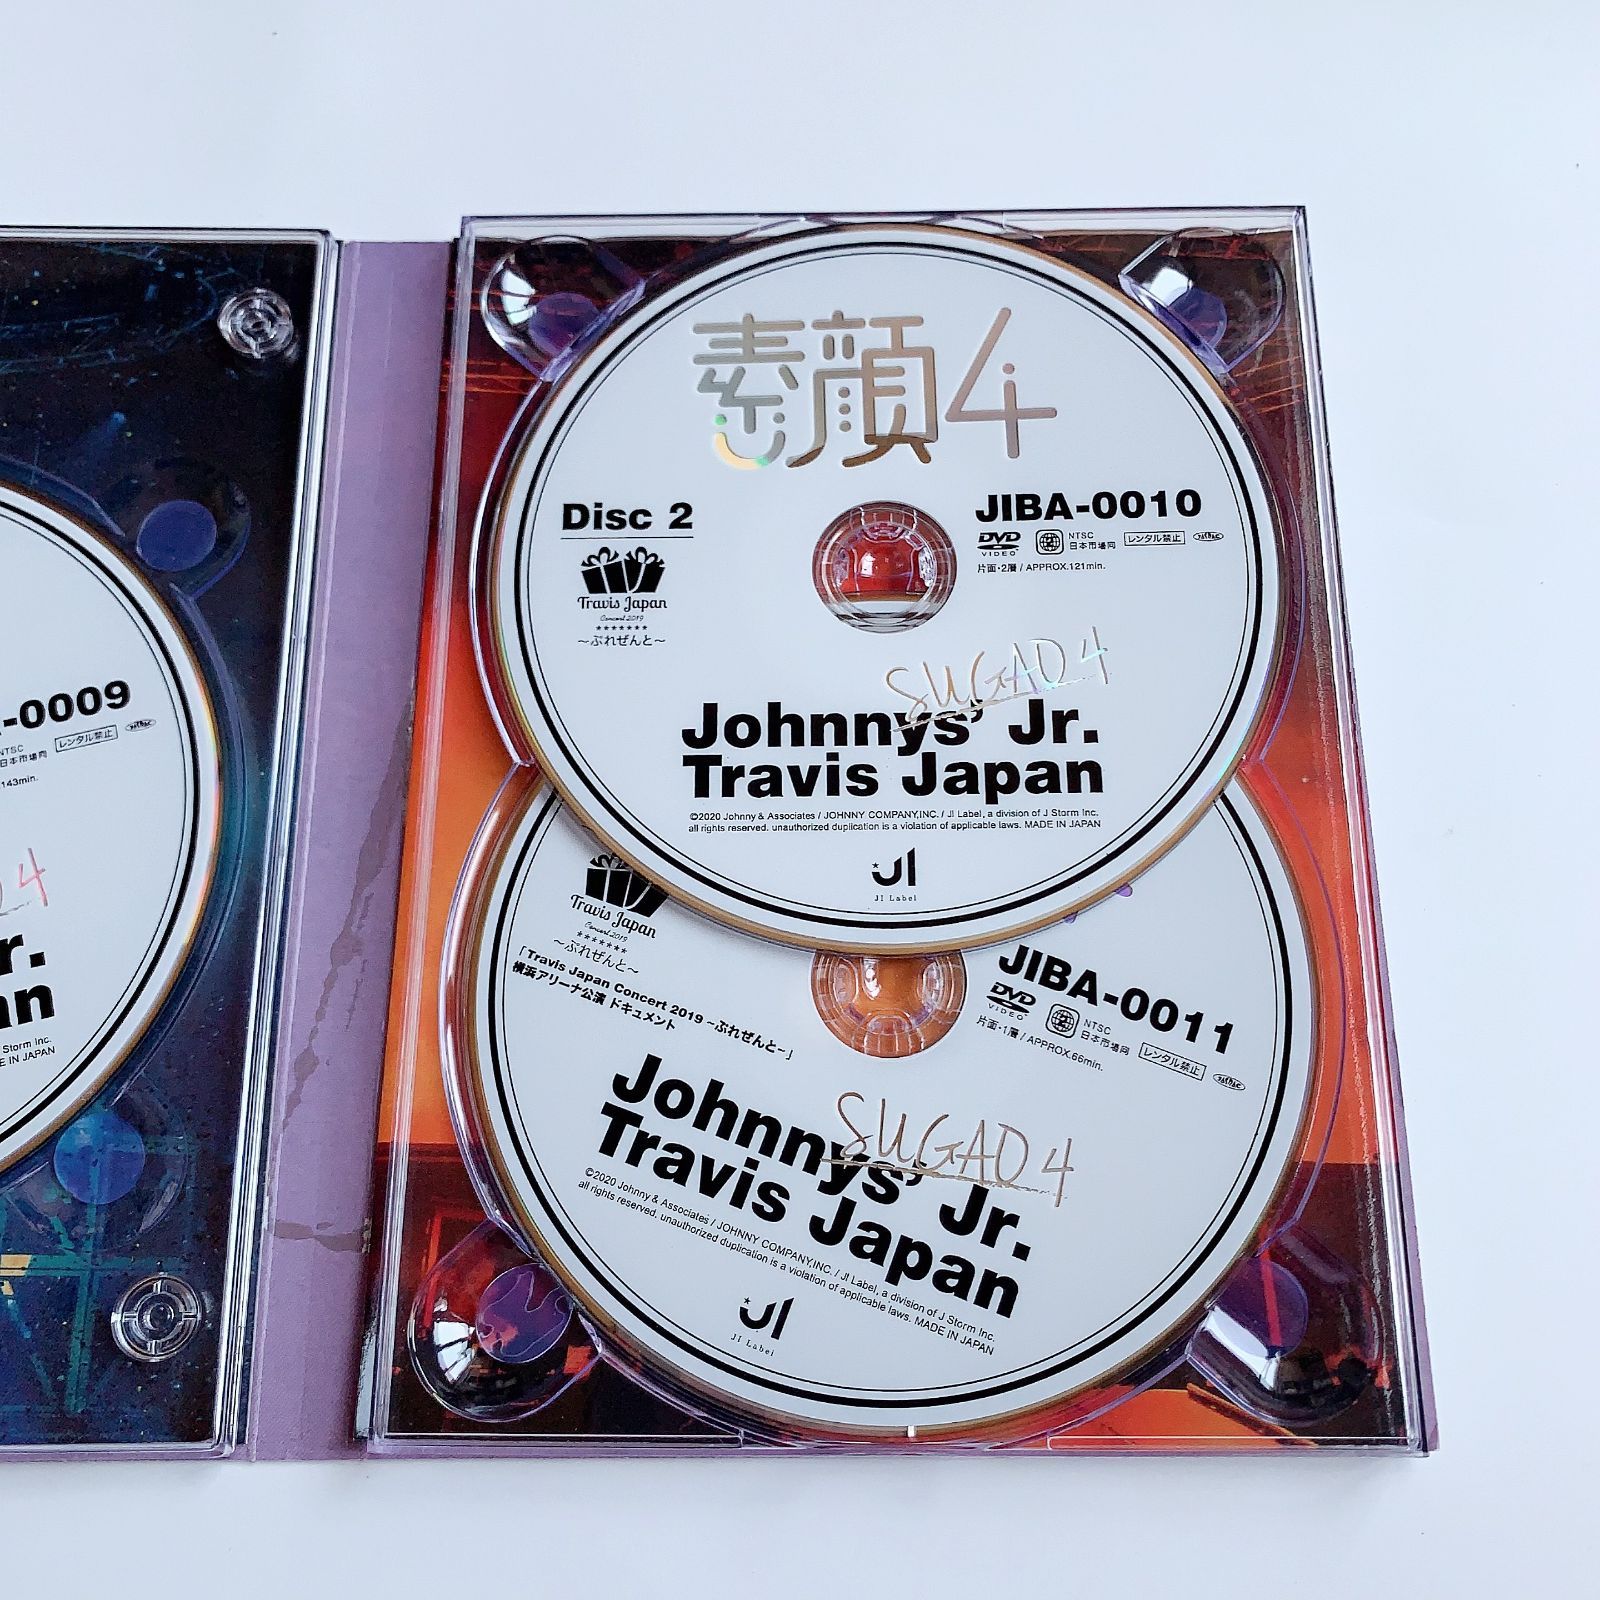 -0009
NTSC
日本市場向
レンタル禁止
143min.
4
r.
an
Storm Inc.
IN JAPAN
素顔4
Disc 2
JIBA-0010
DVD
VIDEO
NTSC
日本市場向
レンタル禁止
片面・2層 / APPROX.121min.
Travis Japan
Concert 2019
★★★★★★★
～ぷれぜんと～
SUGAO 4
Johnnys' Jr.
Travis Japan
©2020 Johnny & Associates / JOHNNY COMPANY,INC. / JI Label, a division of J Storm Inc.
all rights reserved. unauthorized duplication is a violation of applicable laws. MADE IN JAPAN
JI
JI Label
Travis Japan
Concert 2019
★★★★★★★
～ぷれぜんと～
「Travis Japan Concert 2019 ～ぷれぜんと～」
横浜アリーナ公演 ドキュメント
JIBA-0011
DVD
VIDEO
NTSC
日本市場向
レンタル禁止
片面・1層 / APPROX.66min.
SUGAO 4
Johnnys' Jr.
Travis Japan
©2020 Johnny & Associates / JOHNNY COMPANY,INC. / JI Label, a division of J Storm Inc.
all rights reserved. unauthorized duplication is a violation of applicable laws. MADE IN JAPAN
JI
JI Label